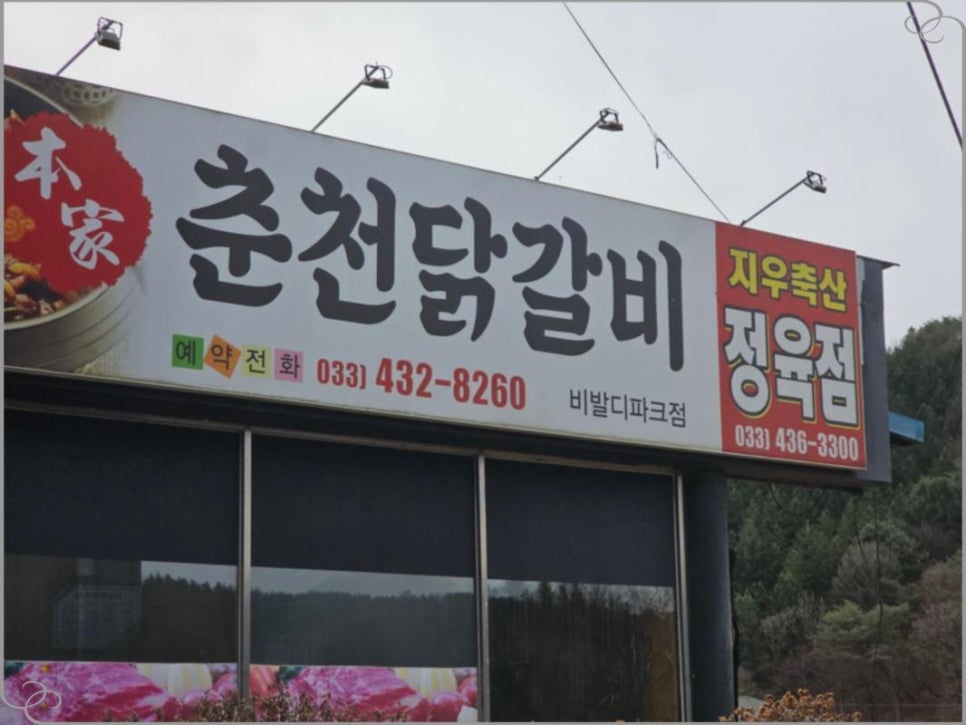 本家
춘천닭갈비
예약전화 033) 432-8260
비발디파크점
지우축산
정육점
033) 436-3300